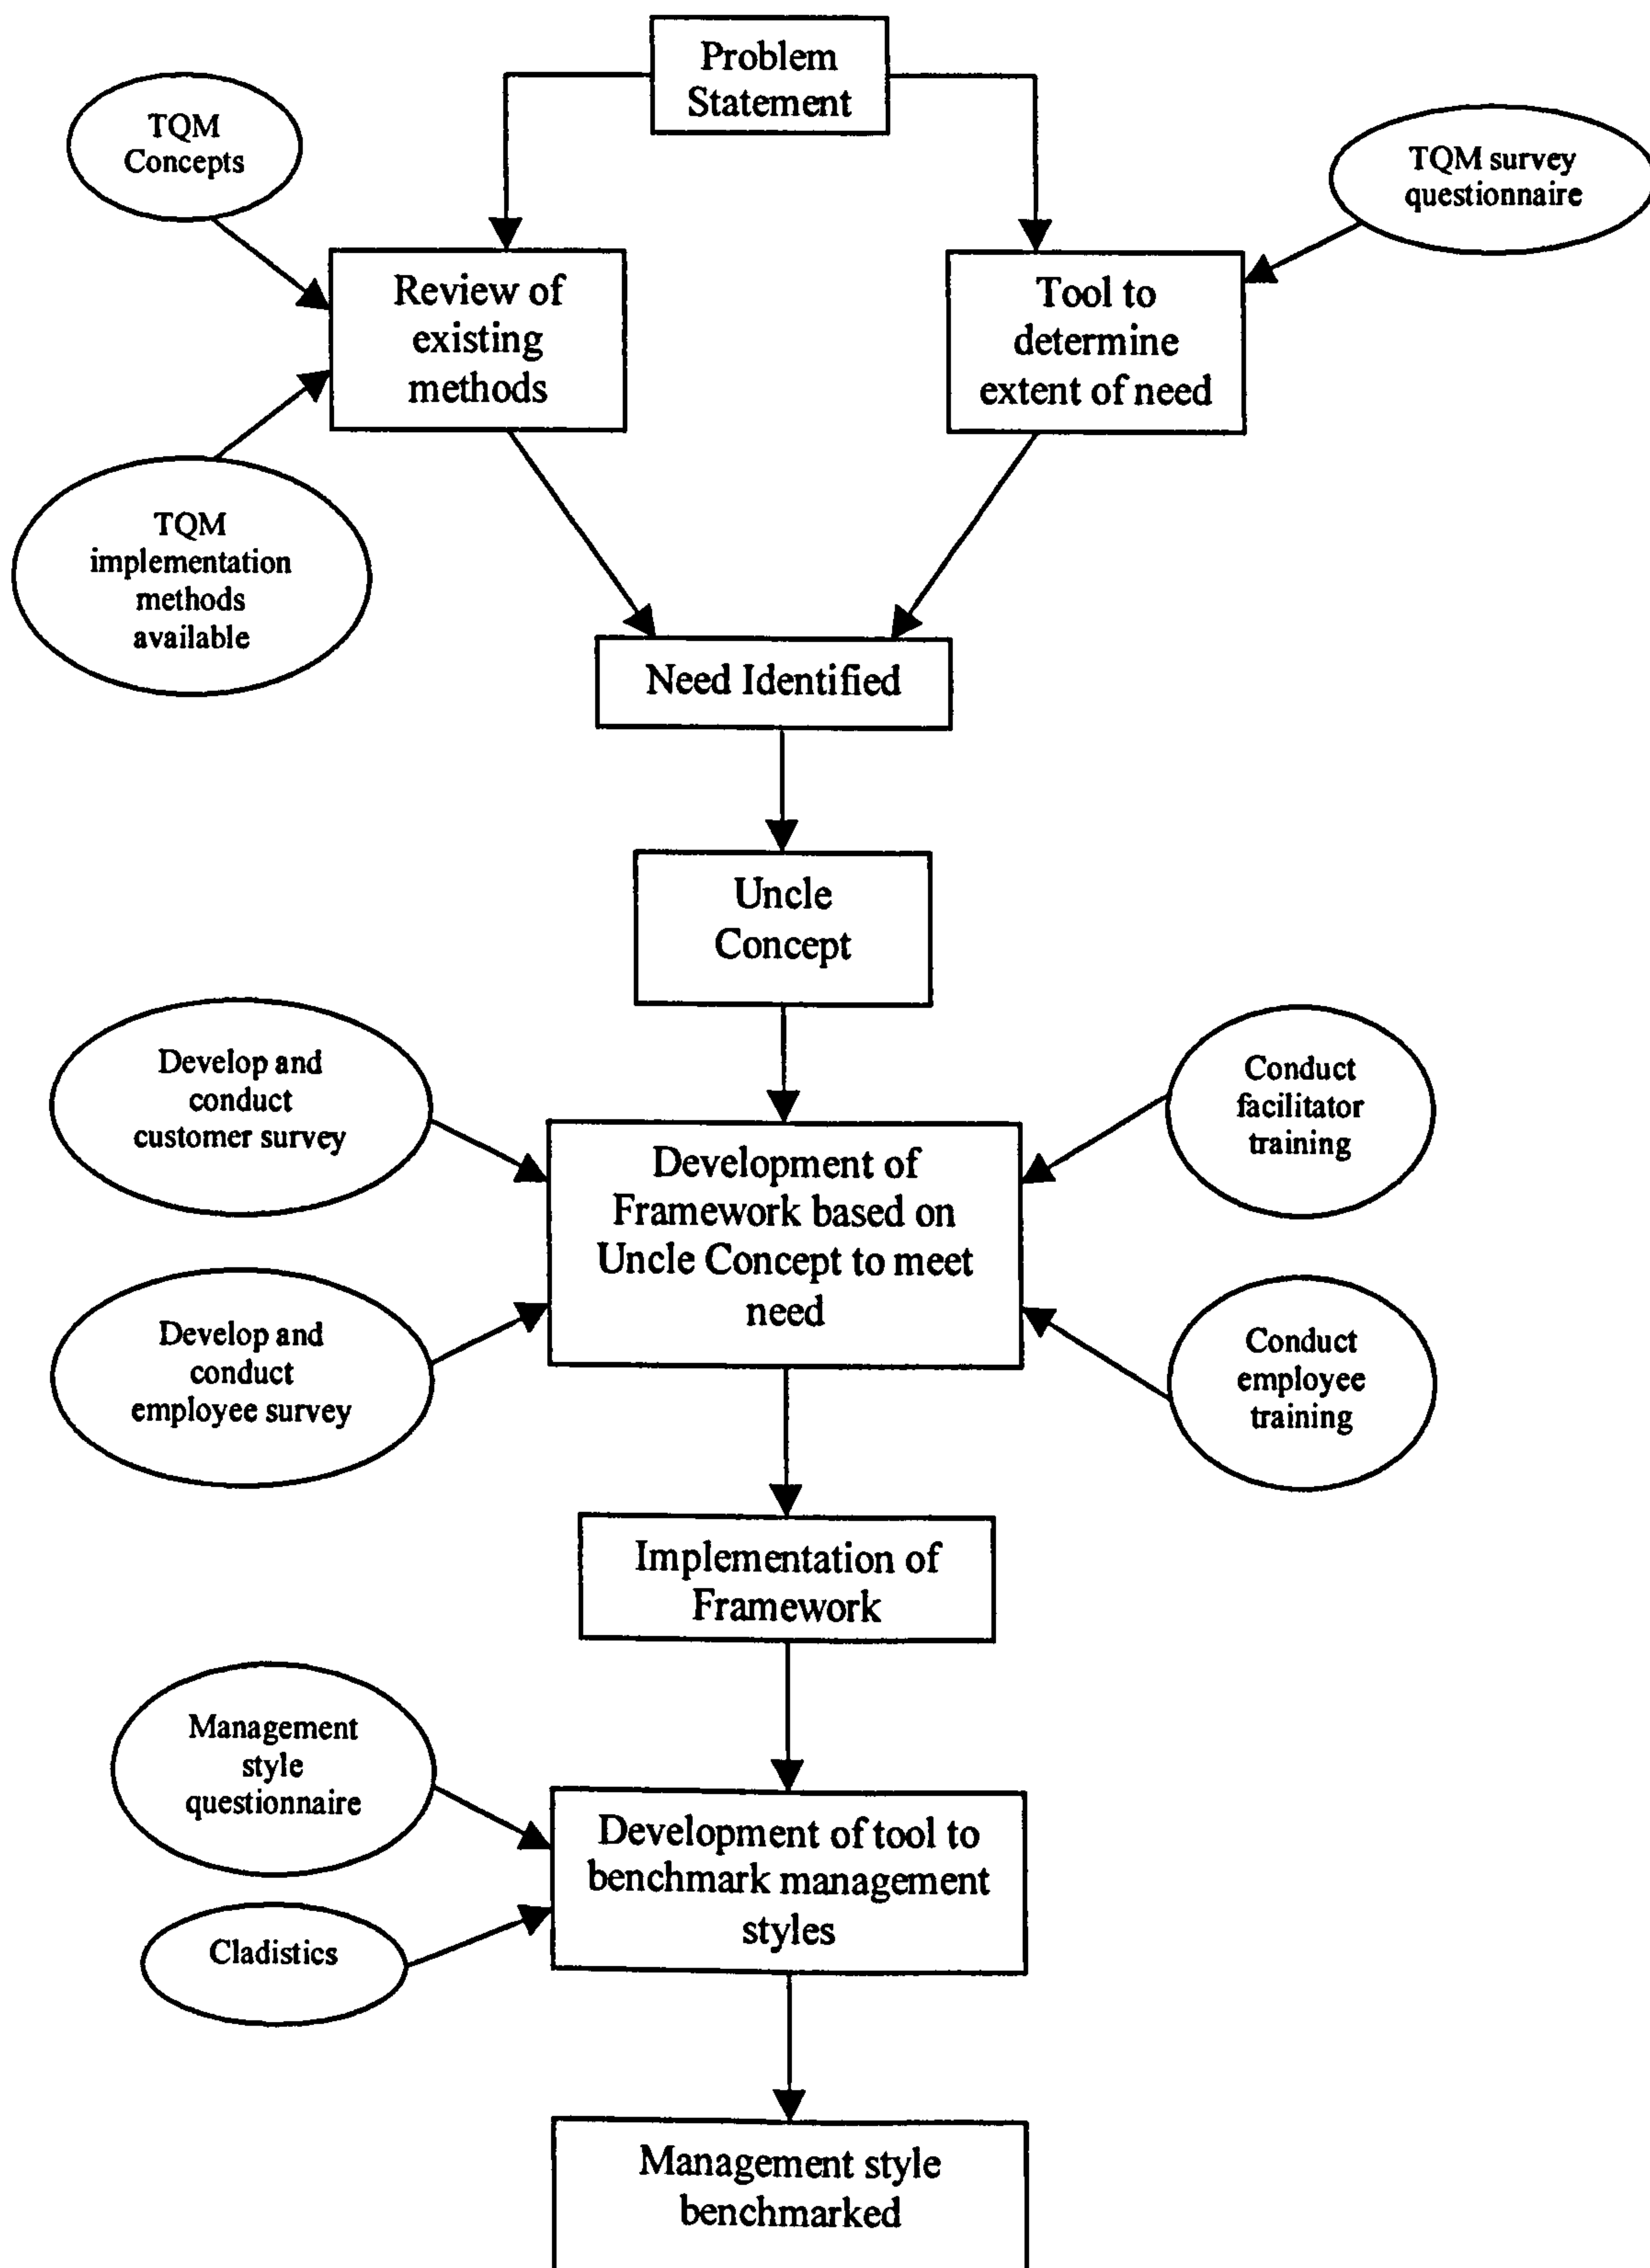 Problem
Statement
TQM
Concepts
TQM survey
questionnaire
Review of
existing
methods
Tool to
determine
extent of need
TQM
implementation
methods
available
Need Identified
Uncle
Concept
Develop and
conduct
customer survey
Conduct
facilitator
training
Development of
Framework based on
Uncle Concept to meet
need
Develop and
conduct
employee survey
Conduct
employee
training
Implementation of
Framework
Management
style
questionnaire
Development of tool to
benchmark management
styles
Cladistics
Management style
benchmarked